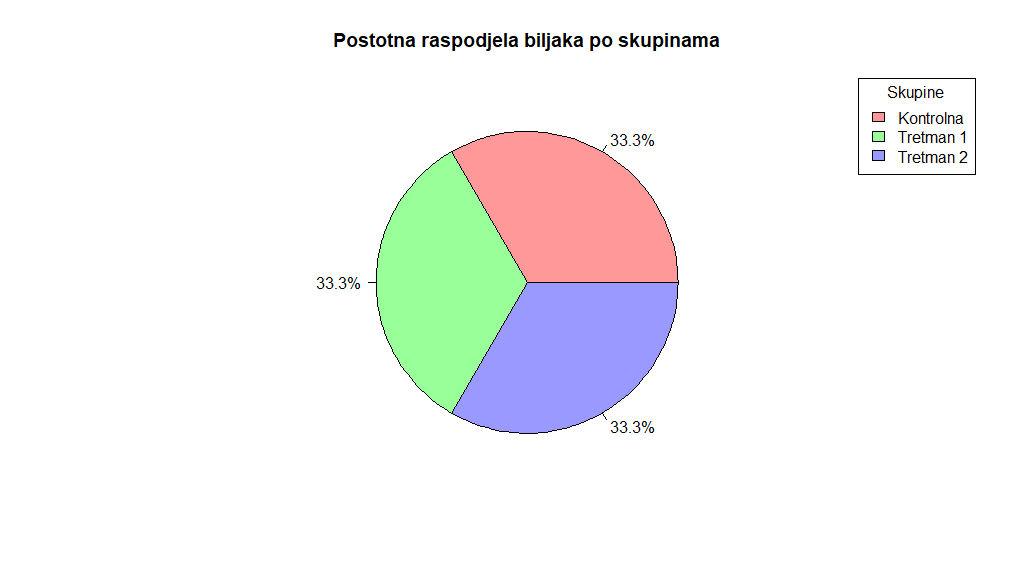 Postotna raspodjela biljaka po skupinama
Skupine
Kontrolna
Tretman 1
Tretman 2
33.3%
33.3%
33.3%